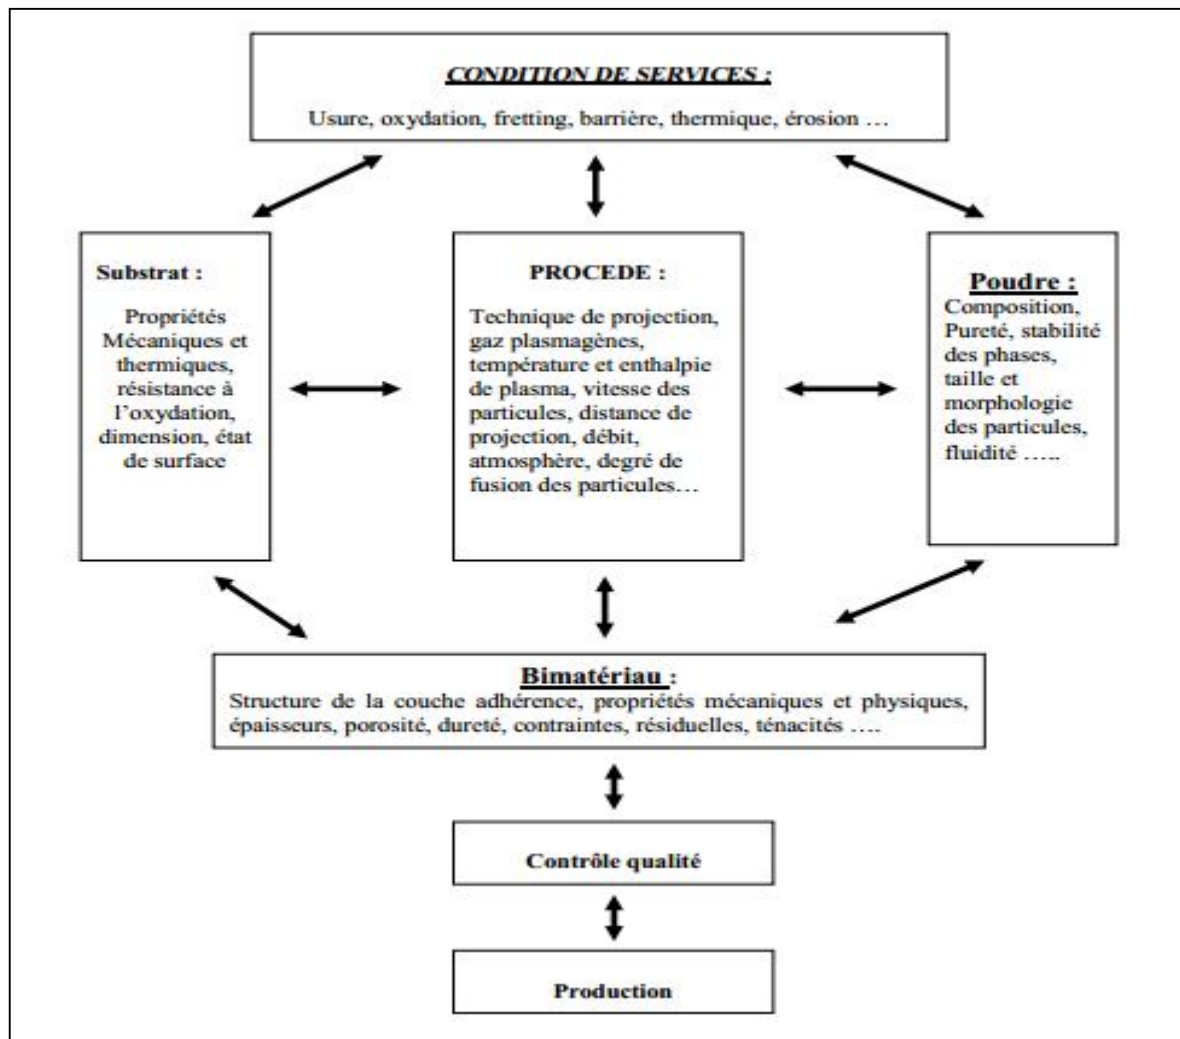 CONDITION DE SERVICES :
Usure, oxydation, fretting, barrière, thermique, érosion …
Substrat :
Propriétés
Mécaniques et
thermiques,
résistance à
l’oxydation,
dimension, état
de surface
PROCEDE :
Technique de projection,
gaz plasmagènes,
température et enthalpie
de plasma, vitesse des
particules, distance de
projection, débit,
atmosphère, degré de
fusion des particules…
Poudre :
Composition,
Pureté, stabilité
des phases,
taille et
morphologie
des particules,
fluidité …..
Bimatériau :
Structure de la couche adhérence, propriétés mécaniques et physiques,
épaisseurs, porosité, dureté, contraintes, résiduelles, ténacités ….
Contrôle qualité
Production